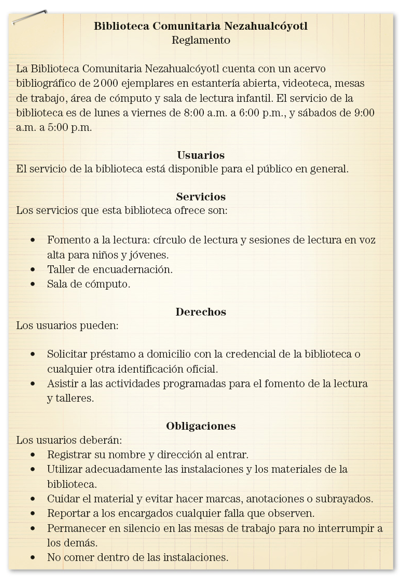 Biblioteca Comunitaria Nezahualcóyotl
Reglamento
La Biblioteca Comunitaria Nezahualcóyotl cuenta con un acervo
bibliográfico de 2000 ejemplares en estantería abierta, videoteca, mesas
de trabajo, área de cómputo y sala de lectura infantil. El servicio de la
biblioteca es de lunes a viernes de 8:00 a.m. a 6:00 p.m., y sábados de 9:00
a.m. a 5:00 p.m.
Usuarios
El servicio de la biblioteca está disponible para el público en general.
Servicios
Los servicios que esta biblioteca ofrece son:
• Fomento a la lectura: círculo de lectura y sesiones de lectura en voz
alta para niños y jóvenes.
• Taller de encuadernación.
• Sala de cómputo.
Derechos
Los usuarios pueden:
• Solicitar préstamo a domicilio con la credencial de la biblioteca o
cualquier otra identificación oficial.
• Asistir a las actividades programadas para el fomento de la lectura
y talleres.
Obligaciones
Los usuarios deberán:
• Registrar su nombre y dirección al entrar.
• Utilizar adecuadamente las instalaciones y los materiales de la
biblioteca.
• Cuidar el material y evitar hacer marcas, anotaciones o subrayados.
• Reportar a los encargados cualquier falla que observen.
• Permanecer en silencio en las mesas de trabajo para no interrumpir a
los demás.
• No comer dentro de las instalaciones.